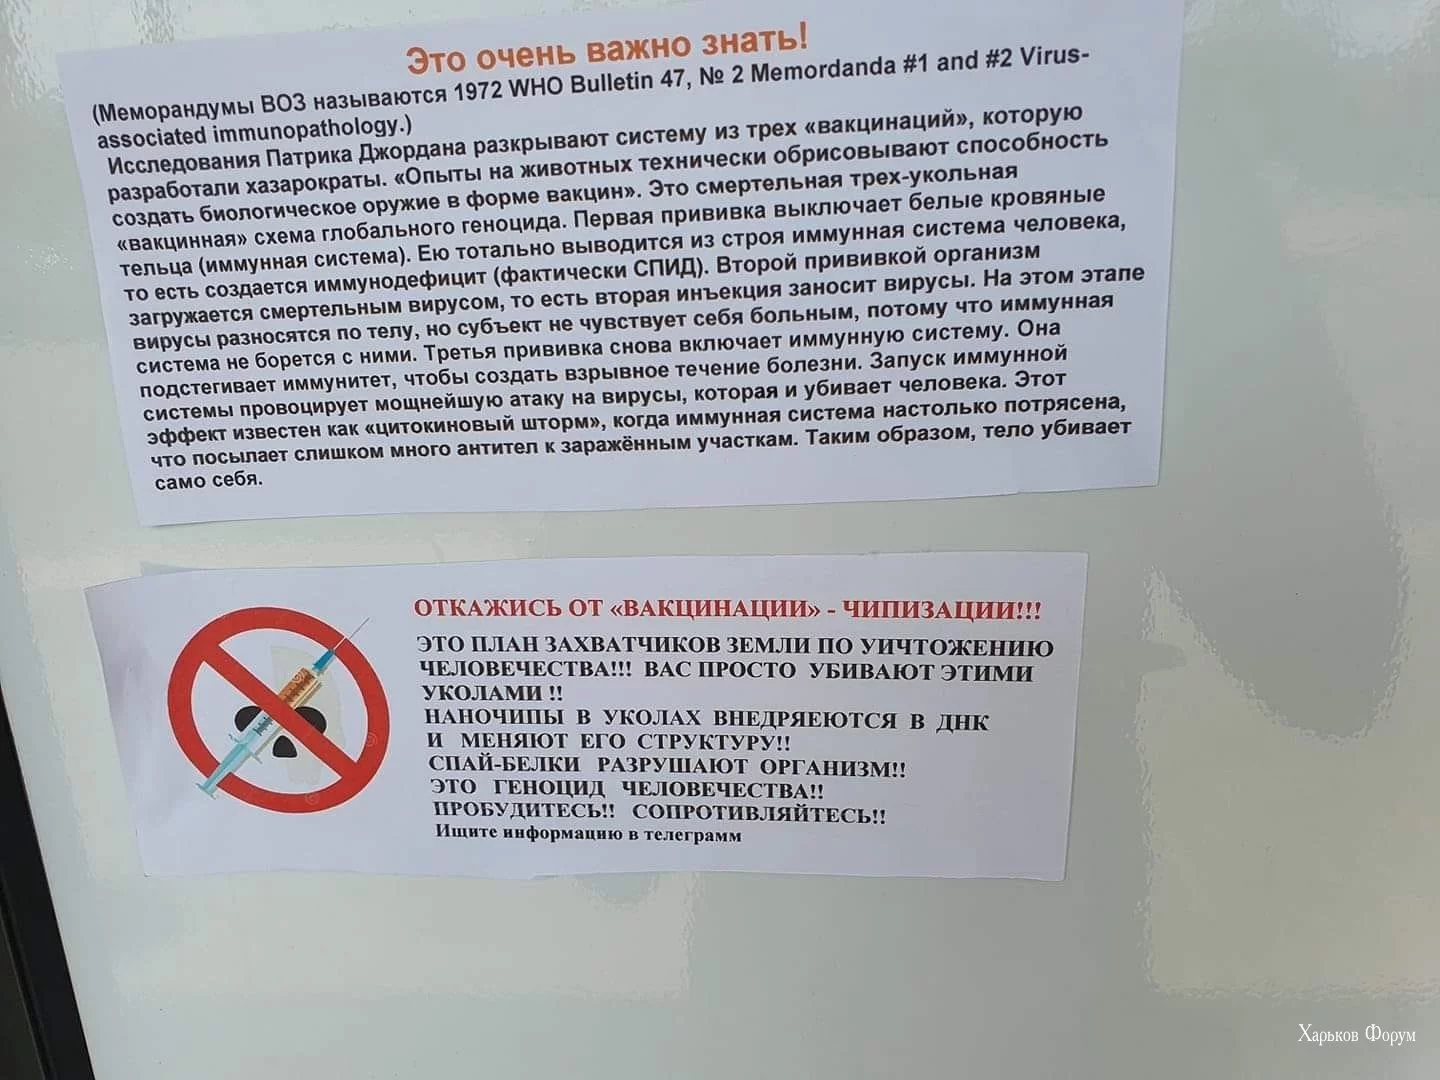 Это очень важно знать!
(Меморандумы ВОЗ называются 1972 WHO Bulletin 47, № 2 Memordanda #1 and #2 Virus-
associated immunopathology.)
Исследования Патрика Джордана разкрывают систему из трех «вакцинаций», которую
разработали хазарократы. «Опыты на животных технически обрисовывают способность
создать биологическое оружие в форме вакцин». Это смертельная трех-укольная
«вакцинная» схема глобального геноцида. Первая прививка выключает белые кровяные
тельца (иммунная система). Ею тотально выводится из строя иммунная система человека,
то есть создается иммунодефицит (фактически СПИД). Второй прививкой организм
загружается смертельным вирусом, то есть вторая инъекция заносит вирусы. На этом этапе
вирусы разносятся по телу, но субъект не чувствует себя больным, потому что иммунная
система не борется с ними. Третья прививка снова включает иммунную систему. Она
подстегивает иммунитет, чтобы создать взрывное течение болезни. Запуск иммунной
системы провоцирует мощнейшую атаку на вирусы, которая и убивает человека. Этот
эффект известен как «цитокиновый шторм», когда иммунная система настолько потрясена,
что посылает слишком много антител к заражённым участкам. Таким образом, тело убивает
само себя.
ОТКАЖИСЬ ОТ «ВАКЦИНАЦИИ» - ЧИПИЗАЦИИ!!!
ЭТО ПЛАН ЗАХВАТЧИКОВ ЗЕМЛИ ПО УИЧТОЖЕНИЮ
ЧЕЛОВЕЧЕСТВА!!! ВАС ПРОСТО УБИВАЮТ ЭТИМИ
УКОЛАМИ !!
НАНОЧИПЫ В УКОЛАХ ВНЕДРЯЕЮТСЯ В ДНК
И МЕНЯЮТ ЕГО СТРУКТУРУ!!
СПАЙ-БЕЛКИ РАЗРУШАЮТ ОРГАНИЗМ!!
ЭТО ГЕНОЦИД ЧЕЛОВЕЧЕСТВА!!
ПРОБУДИТЕСЬ!! СОПРОТИВЛЯЙТЕСЬ!!
Ищите информацию в телеграмм
Харьков Форум